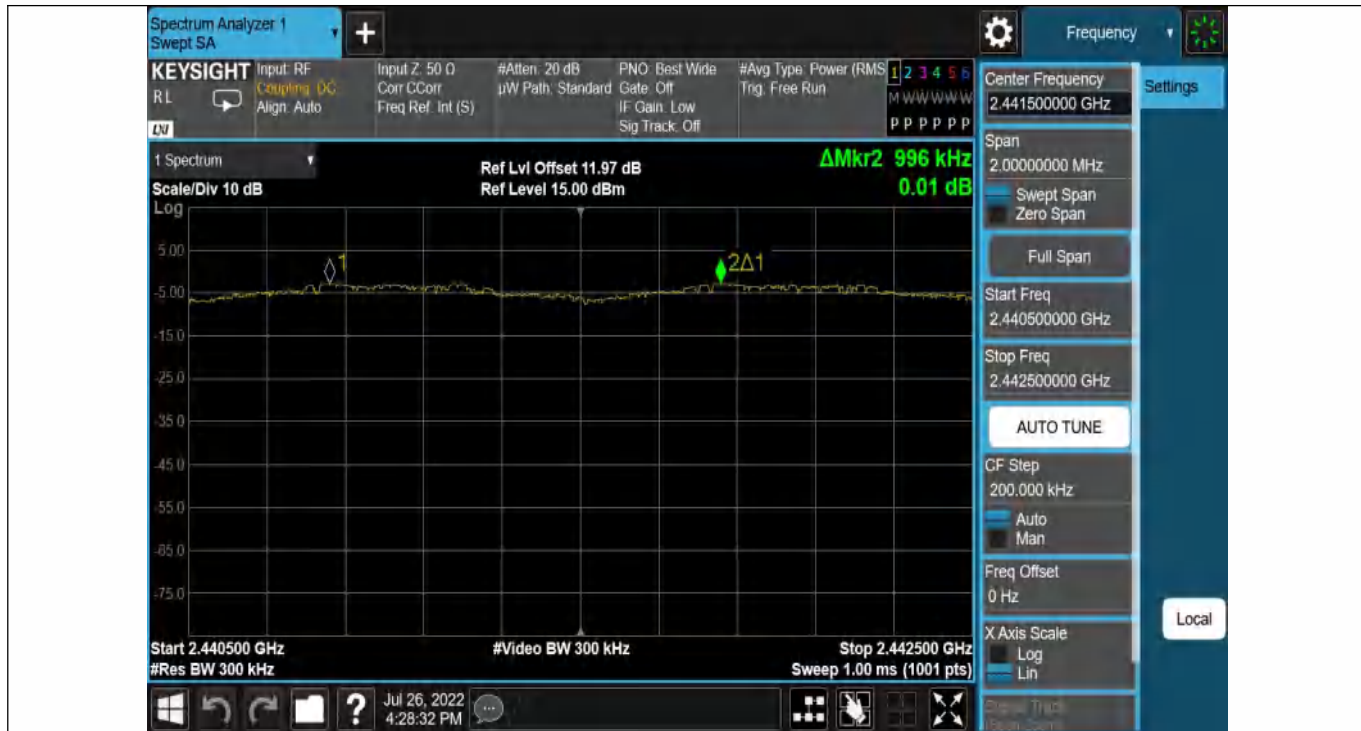 Spectrum Analyzer 1
Swept SA
+
Frequency
KEYSIGHT
RL
LXI
Input: RF
Coupling: DC
Align: Auto
Input Z: 50 Ω
Corr CCorr
Freq Ref: Int (S)
#Atten: 20 dB
µW Path: Standard
PNO: Best Wide
Gate: Off
IF Gain: Low
Sig Track: Off
#Avg Type: Power (RMS
Trig: Free Run
1 2 3 4 5 6
M W W W W W
P P P P P P
1 Spectrum
Scale/Div 10 dB
Log
Ref Lvl Offset 11.97 dB
Ref Level 15.00 dBm
ΔMkr2 996 kHz
0.01 dB
5.00
-5.00
-15.0
-25.0
-35.0
-45.0
-55.0
-65.0
-75.0
1
2Δ1
Start 2.440500 GHz
#Res BW 300 kHz
#Video BW 300 kHz
Stop 2.442500 GHz
Sweep 1.00 ms (1001 pts)
Center Frequency
2.441500000 GHz
Span
2.00000000 MHz
Swept Span
Zero Span
Full Span
Start Freq
2.440500000 GHz
Stop Freq
2.442500000 GHz
AUTO TUNE
CF Step
200.000 kHz
Auto
Man
Freq Offset
0 Hz
X Axis Scale
Log
Lin
Settings
Local
?
Jul 26, 2022
4:28:32 PM